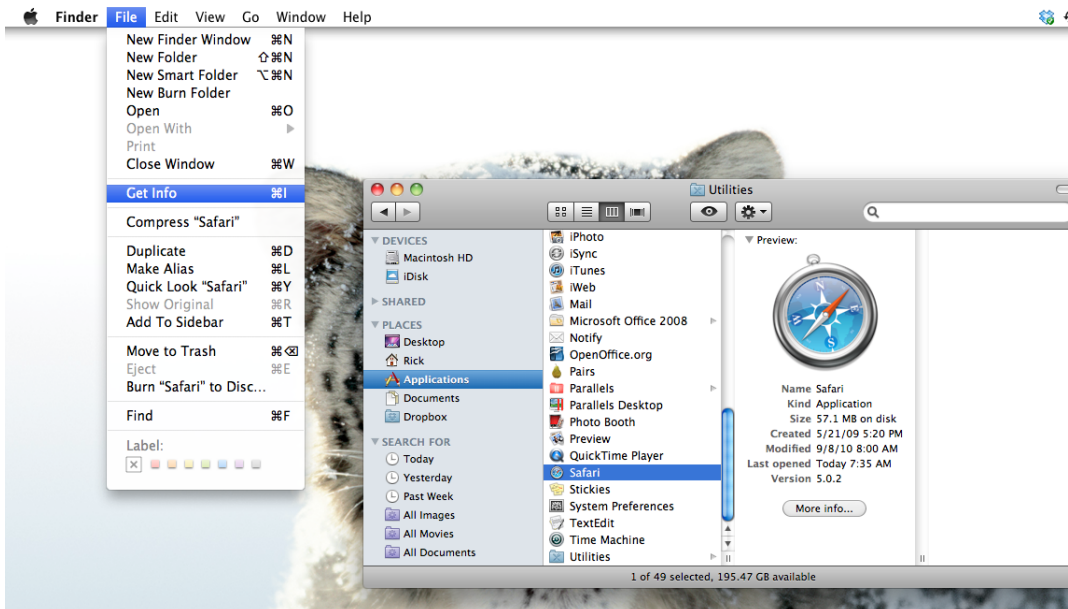 Finder File Edit View Go Window Help
New Finder Window ⌘N
New Folder ⇧⌘N
New Smart Folder ⌥⌘N
New Burn Folder
Open ⌘O
Open With
Print
Close Window ⌘W
Get Info ⌘I
Compress “Safari”
Duplicate ⌘D
Make Alias ⌘L
Quick Look “Safari” ⌘Y
Show Original ⌘R
Add To Sidebar ⌘T
Move to Trash ⌘⌫
Eject ⌘E
Burn “Safari” to Disc...
Find ⌘F
Label:
Utilities
DEVICES
Macintosh HD
iDisk
SHARED
PLACES
Desktop
Rick
Applications
Documents
Dropbox
SEARCH FOR
Today
Yesterday
Past Week
All Images
All Movies
All Documents
iPhoto
iSync
iTunes
iWeb
Mail
Microsoft Office 2008
Notify
OpenOffice.org
Pairs
Parallels
Parallels Desktop
Photo Booth
Preview
QuickTime Player
Safari
Stickies
System Preferences
TextEdit
Time Machine
Utilities
Preview:
N
W
E
S
Name Safari
Kind Application
Size 57.1 MB on disk
Created 5/21/09 5:20 PM
Modified 9/8/10 8:00 AM
Last opened Today 7:35 AM
Version 5.0.2
More info...
1 of 49 selected, 195.47 GB available